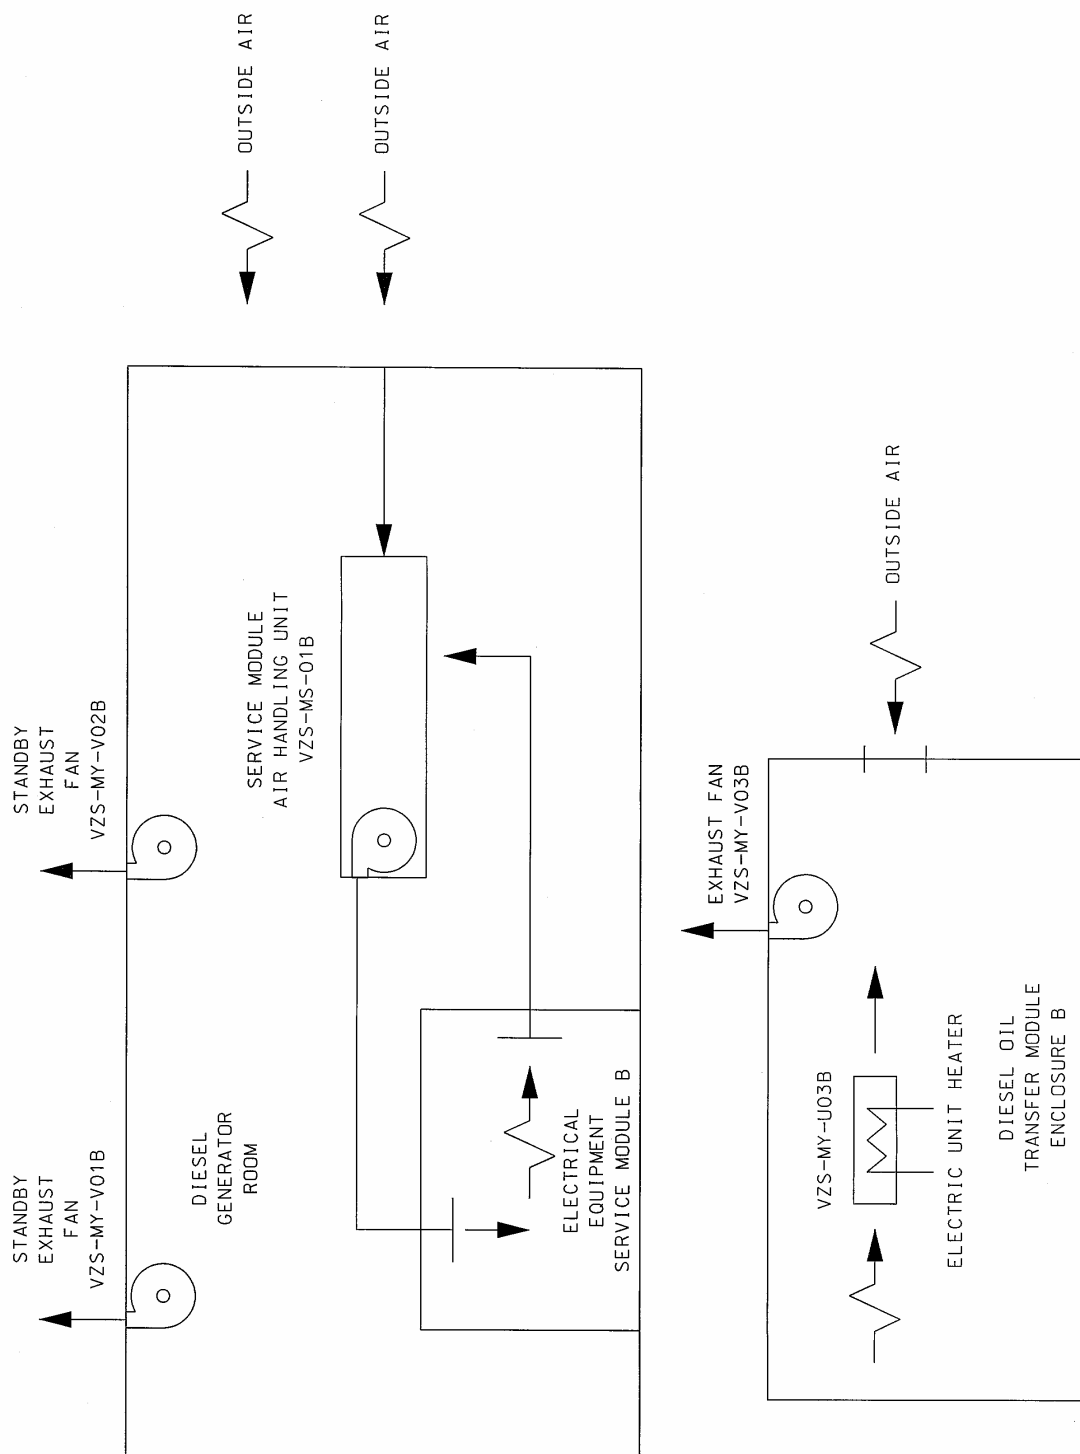 STANDBY
EXHAUST
FAN
VZS-MY-V01B
STANDBY
EXHAUST
FAN
VZS-MY-V02B
OUTSIDE AIR
OUTSIDE AIR
DIESEL
GENERATOR
ROOM
SERVICE MODULE
AIR HANDLING UNIT
VZS-MS-01B
ELECTRICAL
EQUIPMENT
SERVICE MODULE B
EXHAUST FAN
VZS-MY-V03B
OUTSIDE AIR
VZS-MY-U03B
ELECTRIC UNIT HEATER
DIESEL OIL
TRANSFER MODULE
ENCLOSURE B